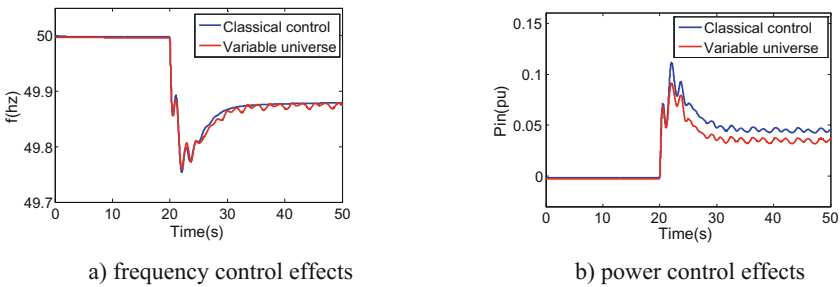 50
49.9
49.8
49.7
f(hz)
Classical control
Variable universe
0
10
20
30
40
50
Time(s)
a) frequency control effects
0.15
0.1
0.05
0
Pin(pu)
Classical control
Variable universe
0
10
20
30
40
50
Time(s)
b) power control effects